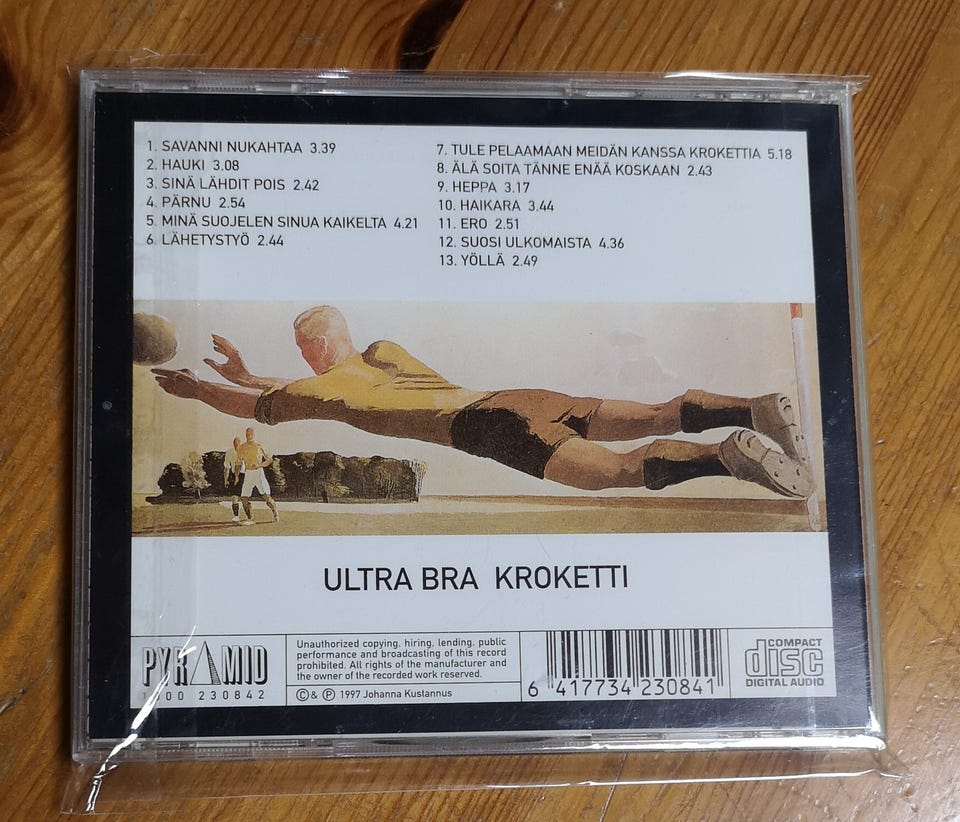 1. SAVANNI NUKAHTAA 3.39
2. HAUKI 3.08
3. SINÄ LÄHDIT POIS 2.42
4. PÄRNU 2.54
5. MINÄ SUOJELEN SINUA KAIKELTA 4.21
6. LÄHETYSTYÖ 2.44
7. TULE PELAAMAAN MEIDÄN KANSSA KROKETTIA 5.18
8. ÄLÄ SOITA TÄNNE ENÄÄ KOSKAAN 2.43
9. HEPPA 3.17
10. HAIKARA 3.44
11. ERO 2.51
12. SUOSI ULKOMAISTA 4.36
13. YÖLLÄ 2.49
ULTRA BRA KROKETTI
PYRAMID
230842
Unauthorized copying, hiring, lending, public
performance and broadcasting of this record
prohibited. All rights of the manufacturer and
the owner of the recorded work reserved.
© & ℗ 1997 Johanna Kustannus
6 417734 230841
COMPACT
disc
DIGITAL AUDIO